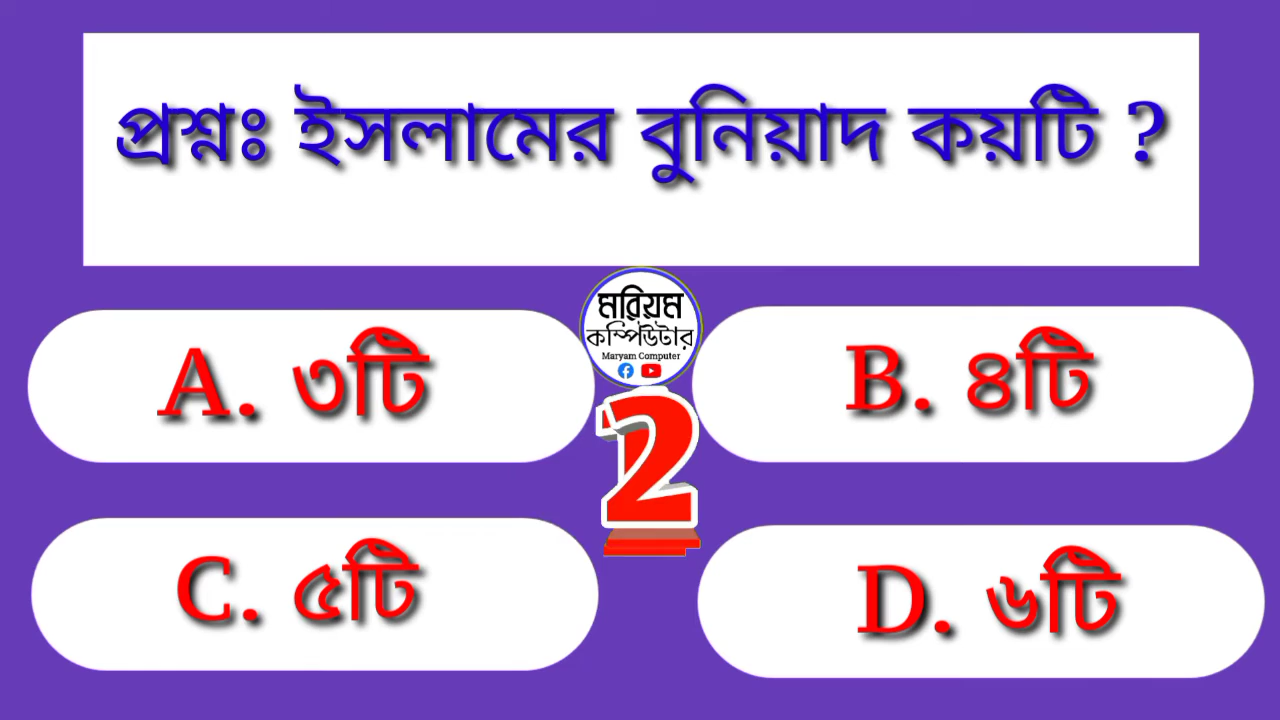 প্রশ্নঃ ইসলামের বুনিয়াদ কয়টি ?
মরিয়ম
কম্পিউটার
Maryam Computer
A. ৩টি
B. ৪টি
2
C. ৫টি
D. ৬টি